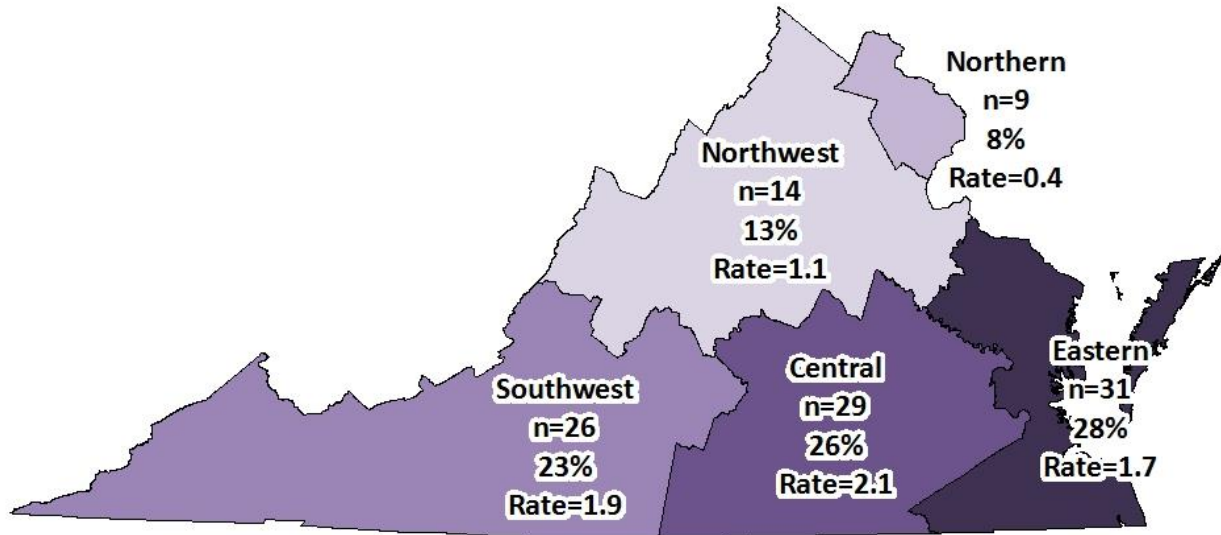 Northern
n=9
8%
Rate=0.4
Northwest
n=14
13%
Rate=1.1
Eastern
n=31
28%
Rate=1.7
Central
n=29
26%
Rate=2.1
Southwest
n=26
23%
Rate=1.9